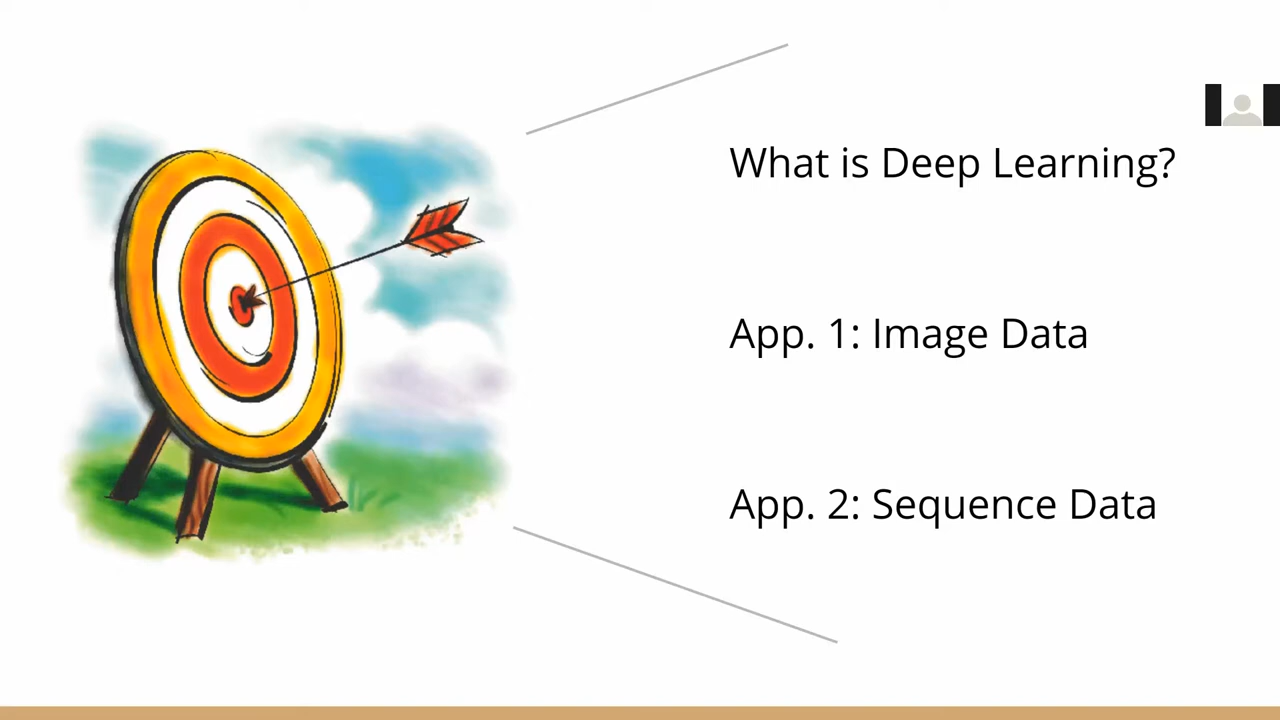 What is Deep Learning?
App. 1: Image Data
App. 2: Sequence Data